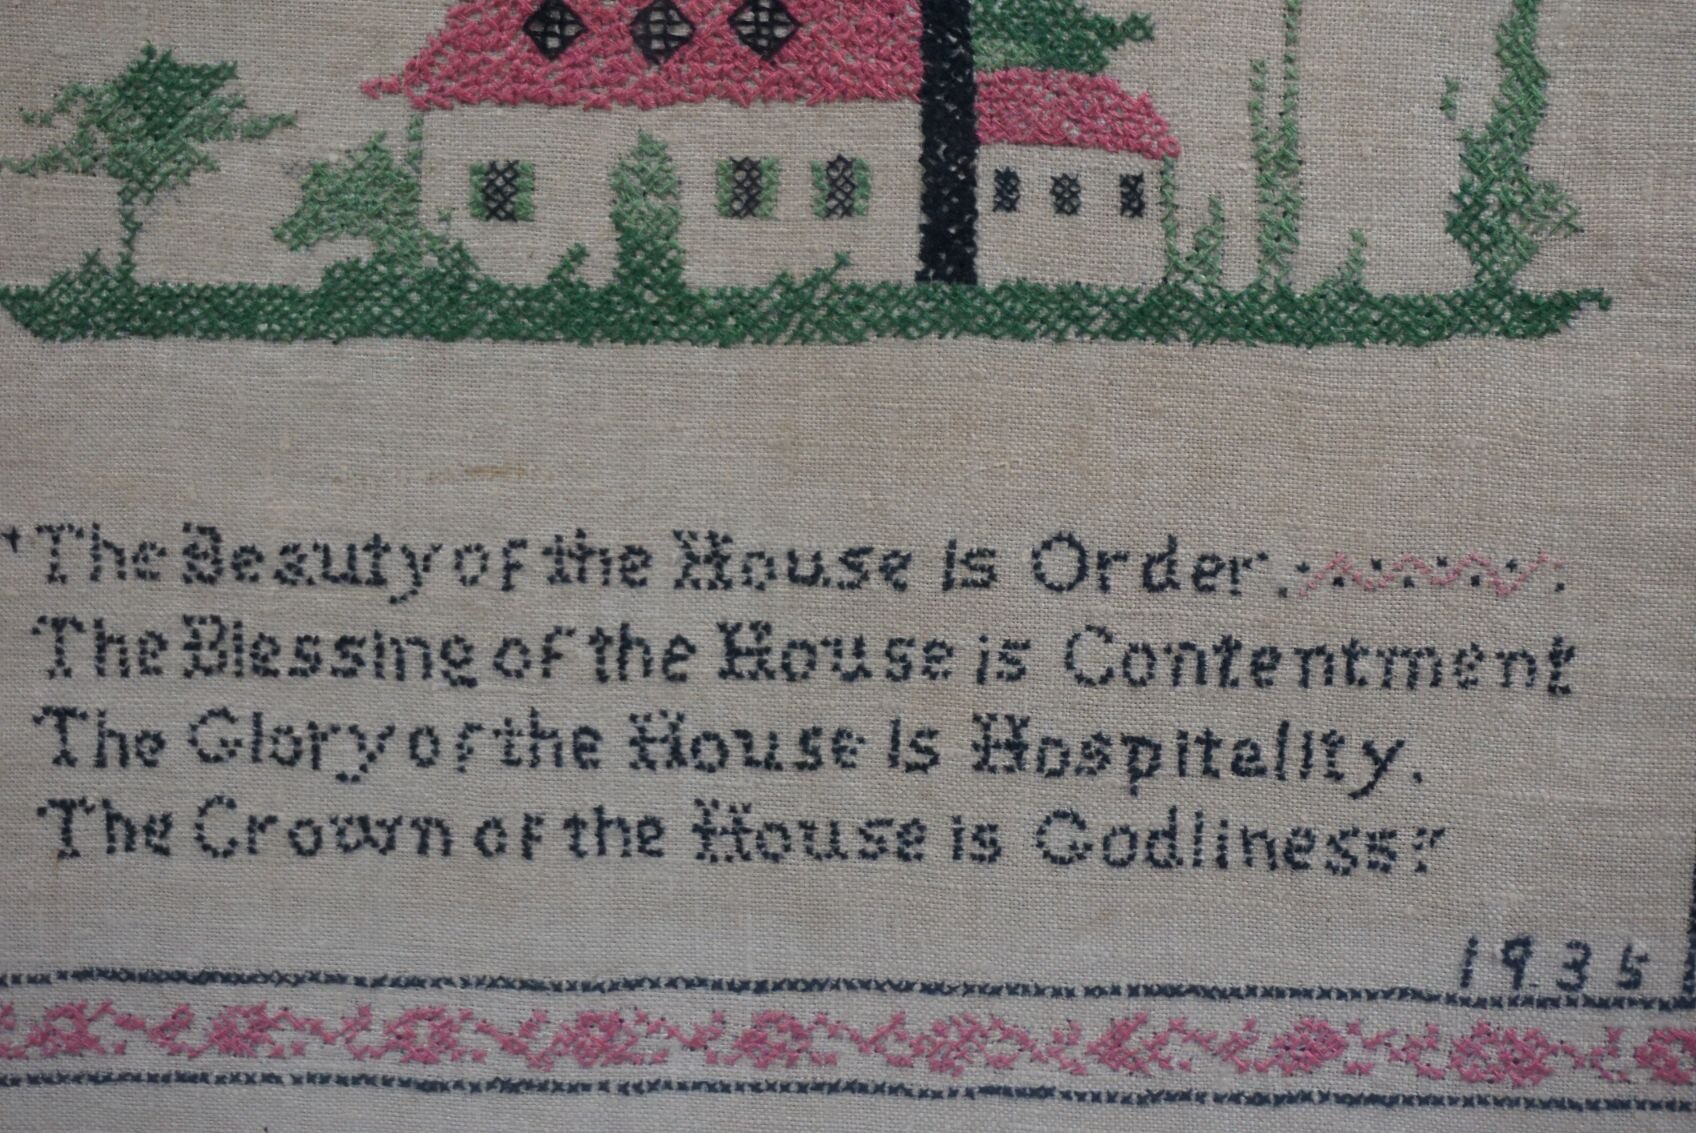 "The Beauty of the House is Order.
The Blessing of the House is Contentment
The Glory of the House is Hospitality.
The Crown of the House is Godliness."
1935